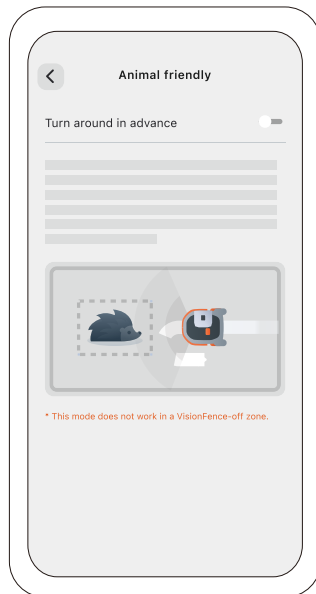 Animal friendly
Turn around in advance
* This mode does not work in a VisionFence-off zone.